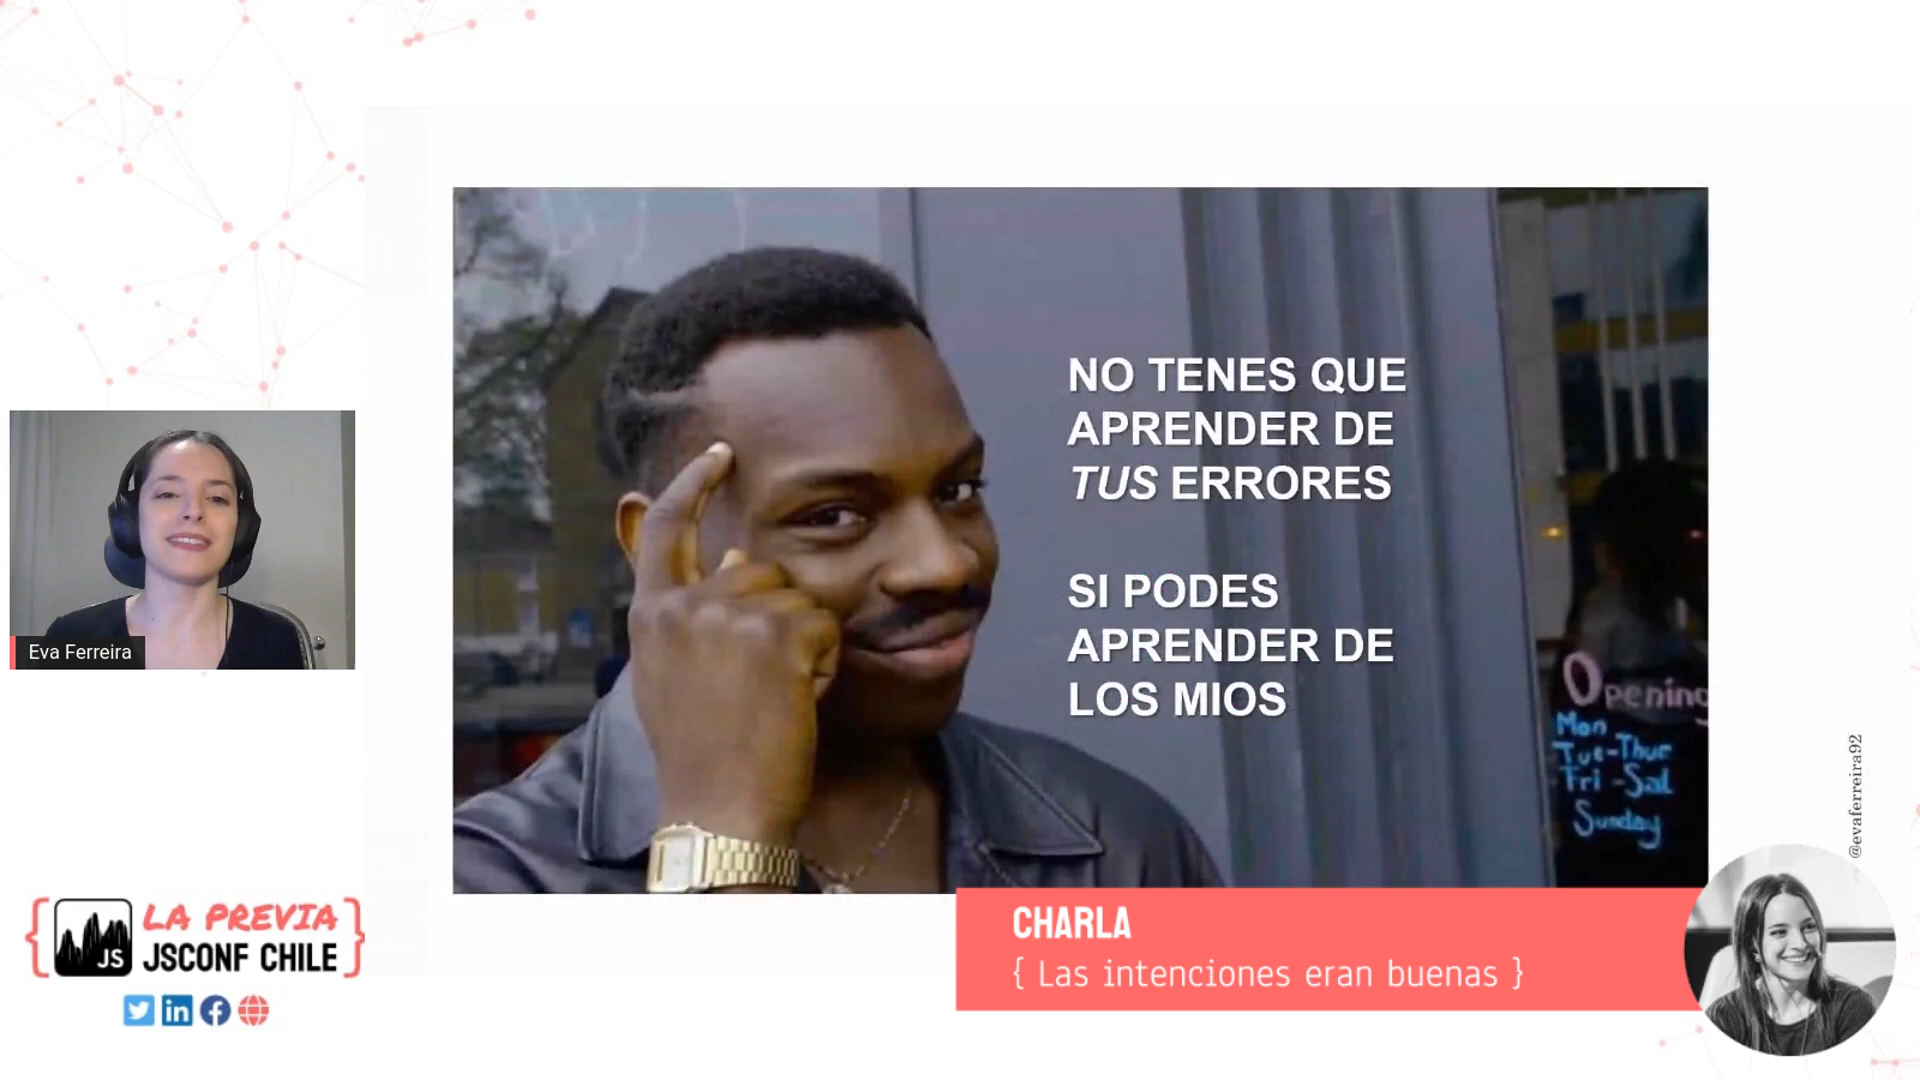 NO TENES QUE
APRENDER DE
TUS ERRORES
SI PODES
APRENDER DE
LOS MIOS
Opening
Mon
Tue-Thur
Fri-Sat
Sunday
Eva Ferreira
@evaferreira92
{ JS LA PREVIA
JSCONF CHILE }
CHARLA
{ Las intenciones eran buenas }